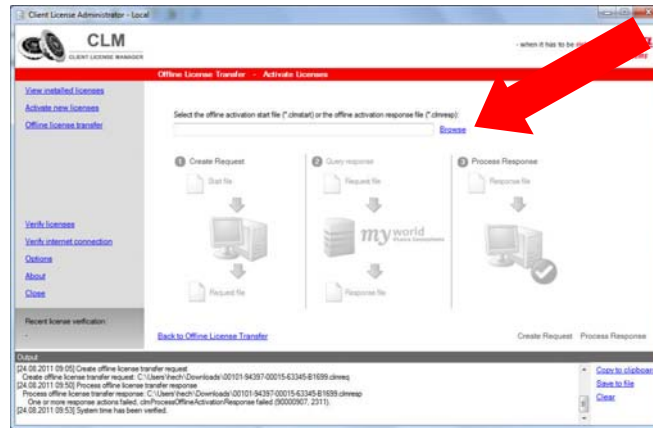 Client License Administrator - Local
CLM
CLIENT LICENSE MANAGER
- when it has to be
Offline License Transfer - Activate Licenses
View installed licenses
Activate new licenses
Offline license transfer
Select the offline activation start file (*.clmstart) or the offline activation response file (*.clmresp):
Browse
1 Create Request
2 Query response
3 Process Response
Start file
Request file
Response file
my world
Request file
Response file
Verify licenses
Verify internet connection
Options
About
Close
Recent license verification:
-
Back to Offline License Transfer
Create Request
Process Response
Output
[24.08.2011 09:05] Create offline license transfer request
Create offline license transfer request: C:\Users\hech\Downloads\00101-94397-00015-63345-B1699.clmreq
[24.08.2011 09:50] Process offline license transfer response
Process offline license transfer response: C:\Users\hech\Downloads\00101-94397-00015-63345-B1699.clmresp
One or more response actions failed, clmProcessOfflineActivationResponse failed (90000907, 2311).
[24.08.2011 09:53] System time has been verified.
Copy to clipboard
Save to file
Clear